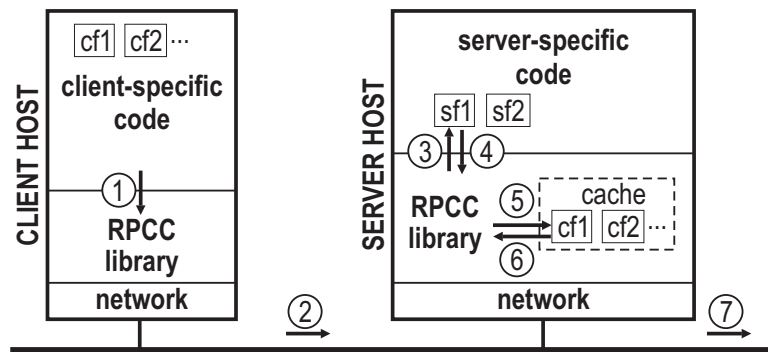 CLIENT HOST
cf1 cf2 ...
client-specific
code
1
RPCC
library
network
2
SERVER HOST
server-specific
code
sf1 sf2
3 4
RPCC
library
5
6
cache
cf1 cf2 ...
network
7